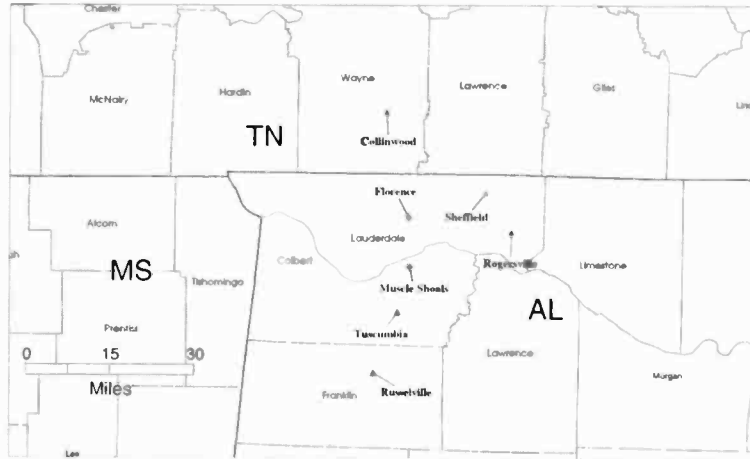 Chester
McNairy
Hardin
Wayne
Lawrence
Giles
TN
Collinwood
Florence
Sheffield
Alcorn
Lauderdale
Colbert
MS
Tishomingo
Rogersville
Limestone
Muscle Shoals
AL
Prentiss
Tuscumbia
0 15 30
Lawrence
Miles
Franklin
Russelville
Morgan
Lee